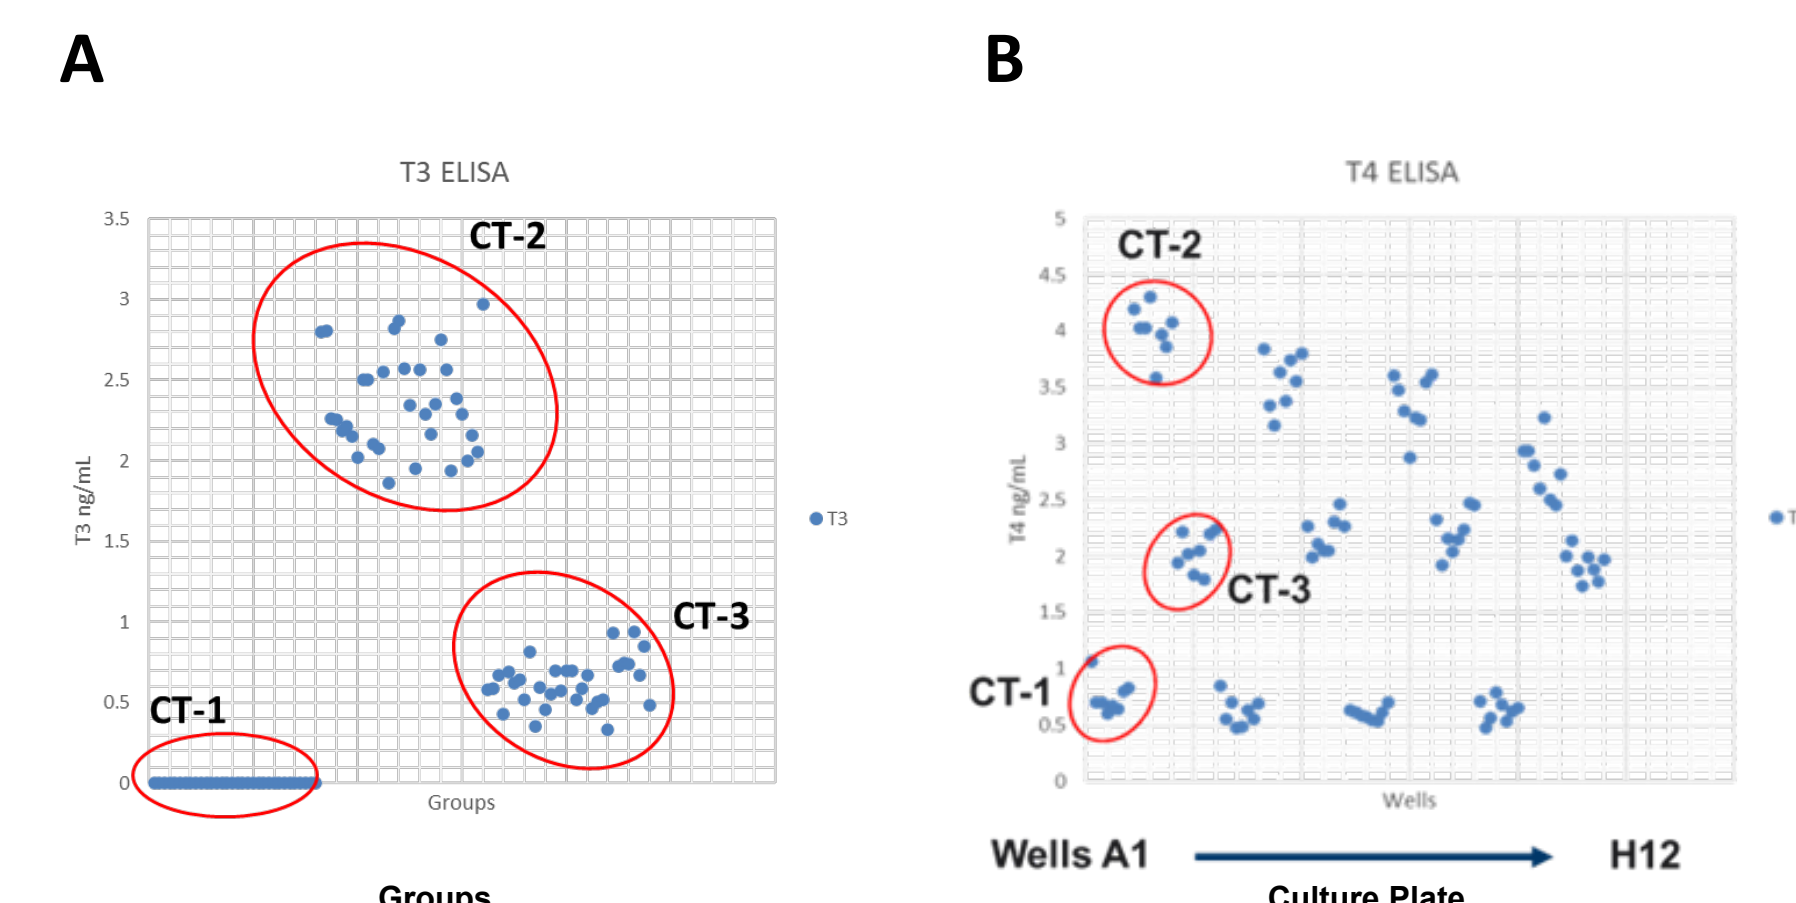 A
B
T3 ELISA
T4 ELISA
3.5
3
2.5
2
1.5
1
0.5
0
T3 ng/mL
CT-2
CT-3
CT-1
Groups
T3
5
4.5
4
3.5
3
2.5
2
1.5
1
0.5
0
T4 ng/mL
CT-2
CT-3
CT-1
Wells
T
Wells A1
H12
Groups
Culture Plate